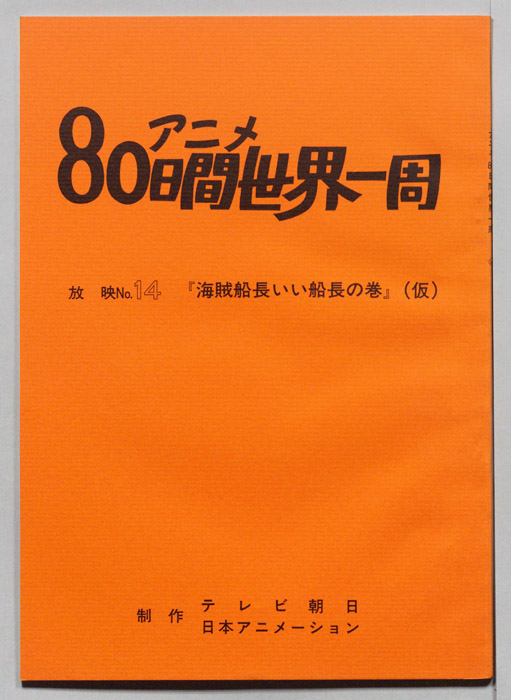 アニメ
80日間世界一周
放 映No.14 『海賊船長いい船長の巻』(仮)
制 作 テレビ朝日
日本アニメーション